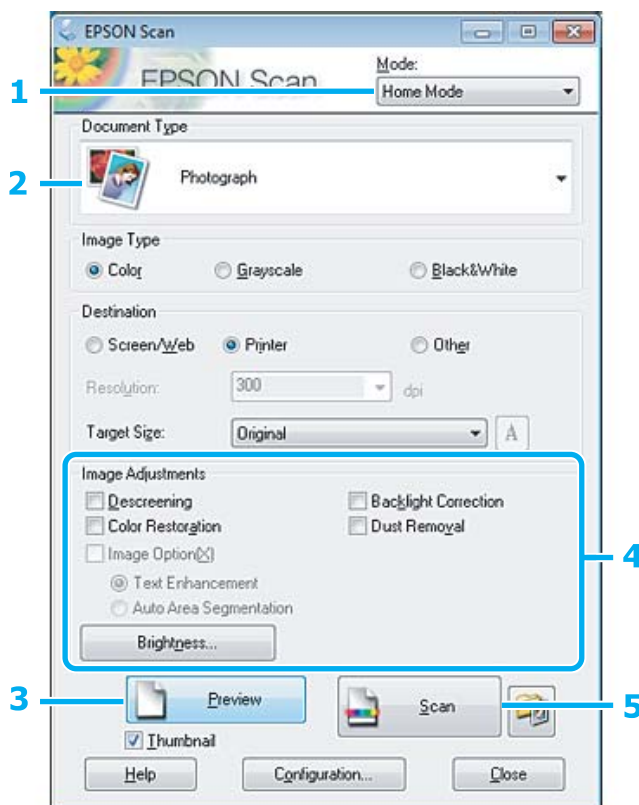 EPSON Scan
EPSON Scan
Mode:
1
Home Mode
Document Type
2
Photograph
Image Type
Color Grayscale Black&White
Destination
Screen/Web Printer Other
Resolution: 300 dpi
Target Size: Original A
Image Adjustments
Descreening Backlight Correction
Color Restoration Dust Removal
Image Option(X)
4
Text Enhancement
Auto Area Segmentation
Brightness...
3 Preview Scan 5
Thumbnail
Help Configuration... Close